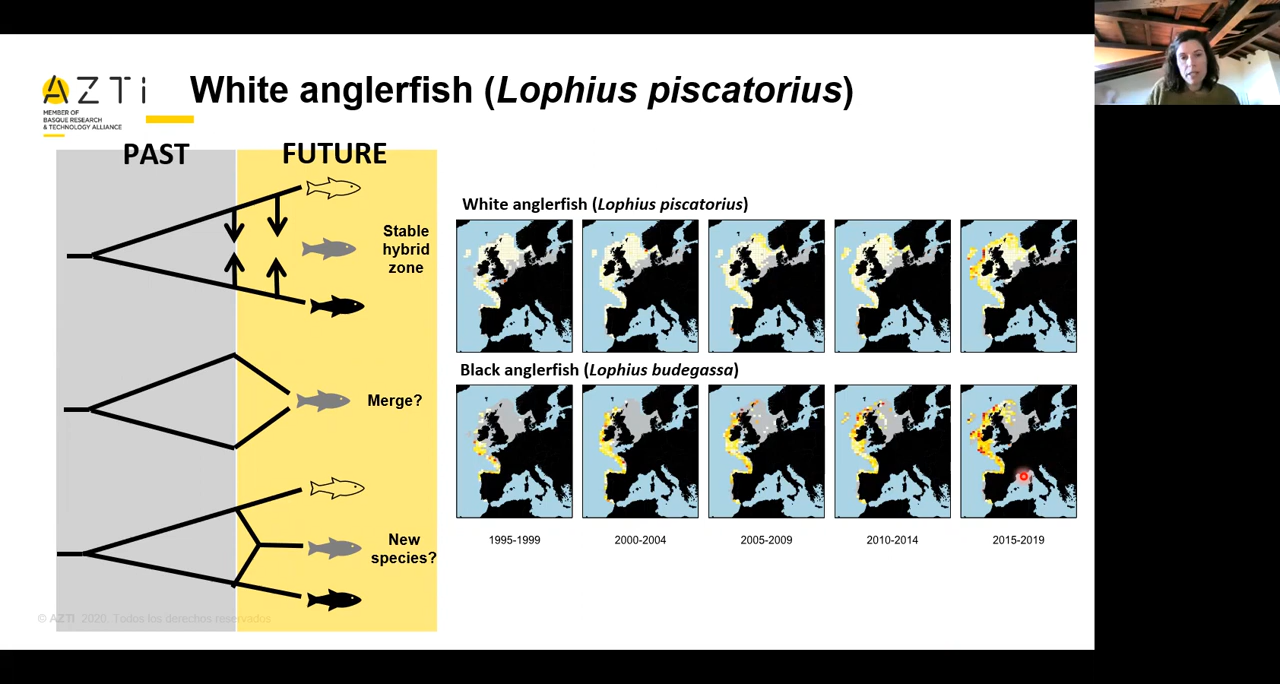 AZTi
MEMBER OF
BASQUE RESEARCH
& TECHNOLOGY ALLIANCE
White anglerfish (Lophius piscatorius)
PAST
FUTURE
Stable
hybrid
zone
Merge?
New
species?
White anglerfish (Lophius piscatorius)
Black anglerfish (Lophius budegassa)
1995-1999
2000-2004
2005-2009
2010-2014
2015-2019
© AZTI 2020. Todos los derechos reservados